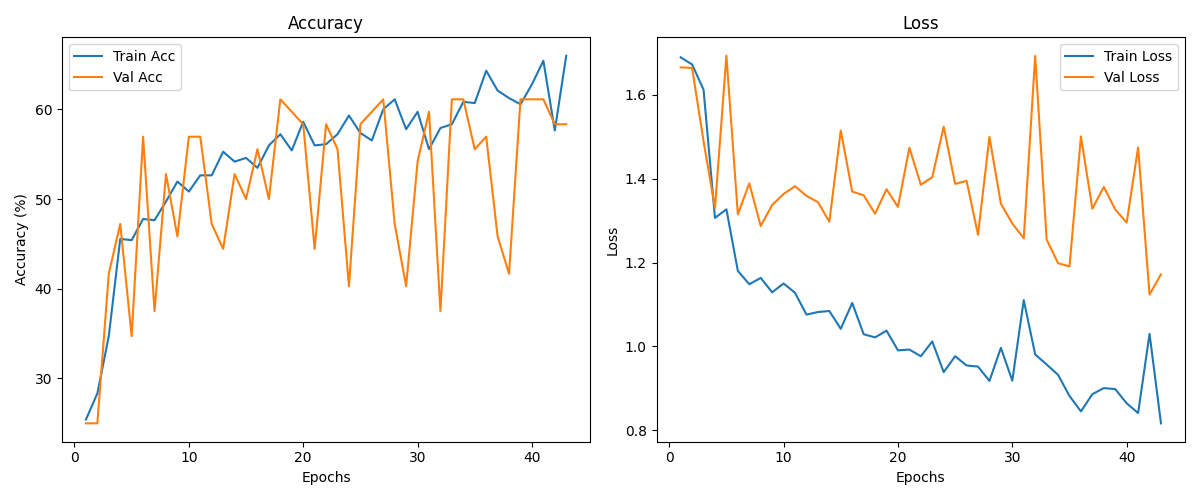 Accuracy
Train Acc
Val Acc
Accuracy (%)
60
50
40
30
0 10 20 30 40
Epochs
Loss
Train Loss
Val Loss
Loss
1.6
1.4
1.2
1.0
0.8
0 10 20 30 40
Epochs